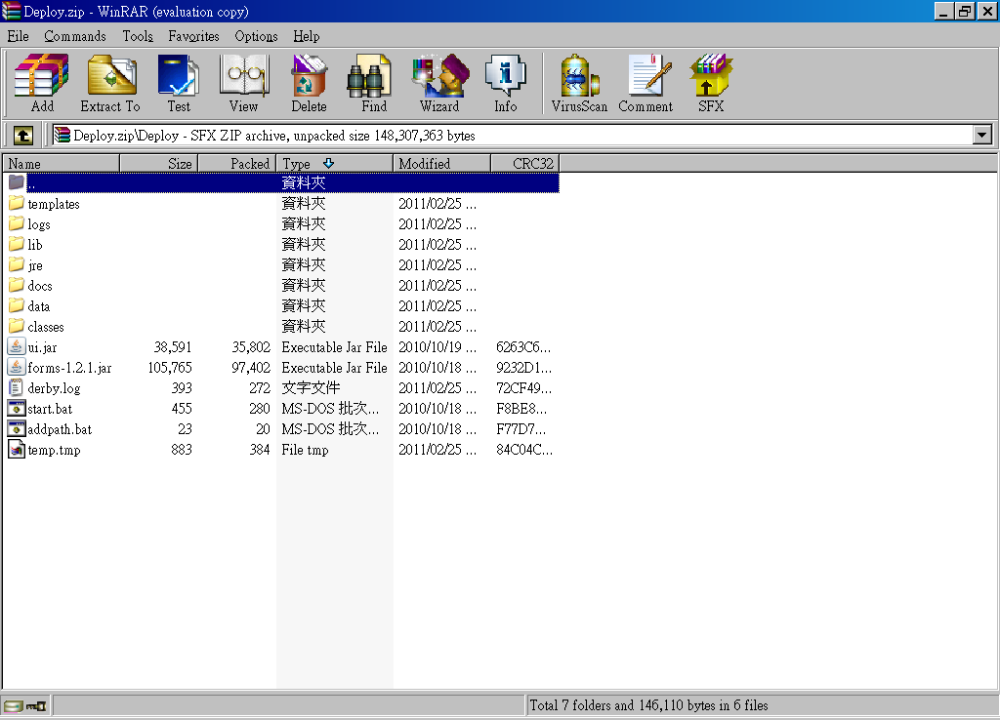 Deploy.zip - WinRAR (evaluation copy)
File Commands Tools Favorites Options Help
Add Extract To Test View Delete Find Wizard Info VirusScan Comment SFX
Deploy.zip\Deploy - SFX ZIP archive, unpacked size 148,307,363 bytes
Name Size Packed Type Modified CRC32
.. 資料夾
templates 資料夾 2011/02/25 ...
logs 資料夾 2011/02/25 ...
lib 資料夾 2011/02/25 ...
jre 資料夾 2011/02/25 ...
docs 資料夾 2011/02/25 ...
data 資料夾 2011/02/25 ...
classes 資料夾 2011/02/25 ...
ui.jar 38,591 35,802 Executable Jar File 2010/10/19 ... 6263C6...
forms-1.2.1.jar 105,765 97,402 Executable Jar File 2010/10/18 ... 9232D1...
derby.log 393 272 文字文件 2011/02/25 ... 72CF49...
start.bat 455 280 MS-DOS 批次... 2010/10/18 ... F8BE8...
addpath.bat 23 20 MS-DOS 批次... 2010/10/18 ... F77D7...
temp.tmp 883 384 File tmp 2011/02/25 ... 84C04C...
Total 7 folders and 146,110 bytes in 6 files